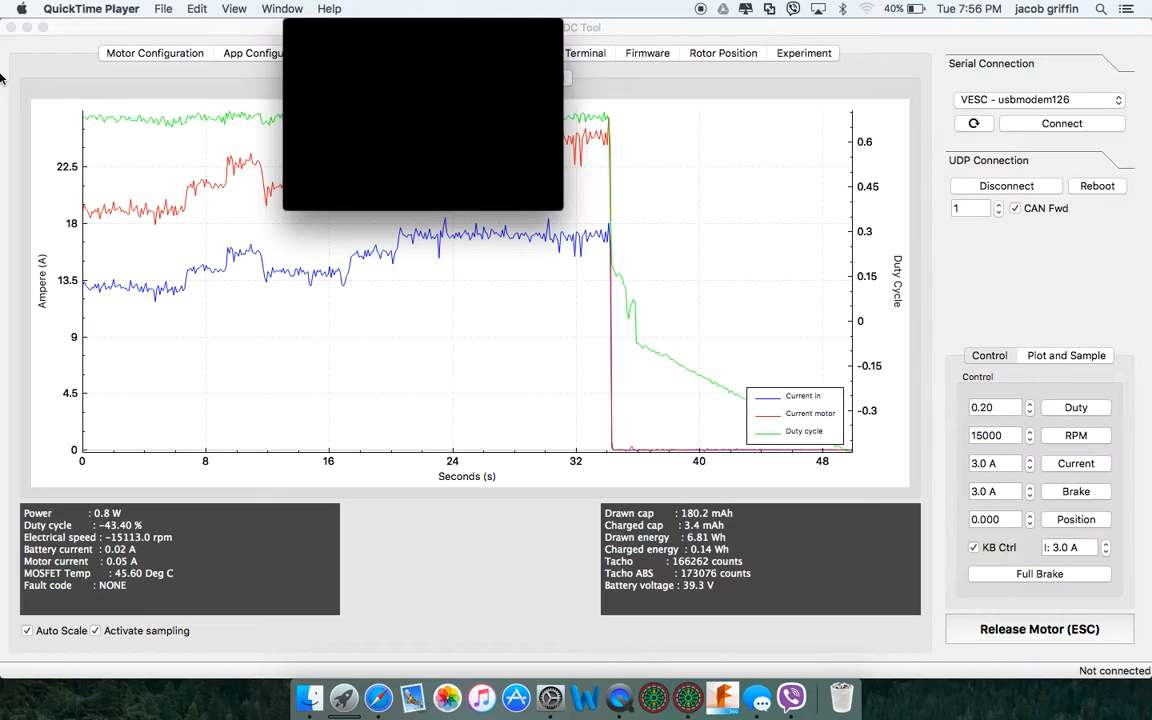 QuickTime Player File Edit View Window Help 40% Tue 7:56 PM jacob griffin
DC Tool
Motor Configuration App Configu Terminal Firmware Rotor Position Experiment
Serial Connection
VESC - usbmodem126
Connect
UDP Connection
Disconnect Reboot
1 CAN Fwd
22.5
18
13.5
9
4.5
0
Ampere (A)
0.6
0.45
0.3
0.15
0
-0.15
-0.3
Duty Cycle
Current in
Current motor
Duty cycle
0 8 16 24 32 40 48
Seconds (s)
Control Plot and Sample
Control
0.20 Duty
15000 RPM
3.0 A Current
3.0 A Brake
0.000 Position
KB Ctrl I: 3.0 A
Full Brake
Release Motor (ESC)
Power : 0.8 W
Duty cycle : -43.40 %
Electrical speed : -15113.0 rpm
Battery current : 0.02 A
Motor current : 0.05 A
MOSFET Temp : 45.60 Deg C
Fault code : NONE
Drawn cap : 180.2 mAh
Charged cap : 3.4 mAh
Drawn energy : 6.81 Wh
Charged energy : 0.14 Wh
Tacho : 166262 counts
Tacho ABS : 173076 counts
Battery voltage : 39.3 V
Auto Scale Activate sampling
Not connected